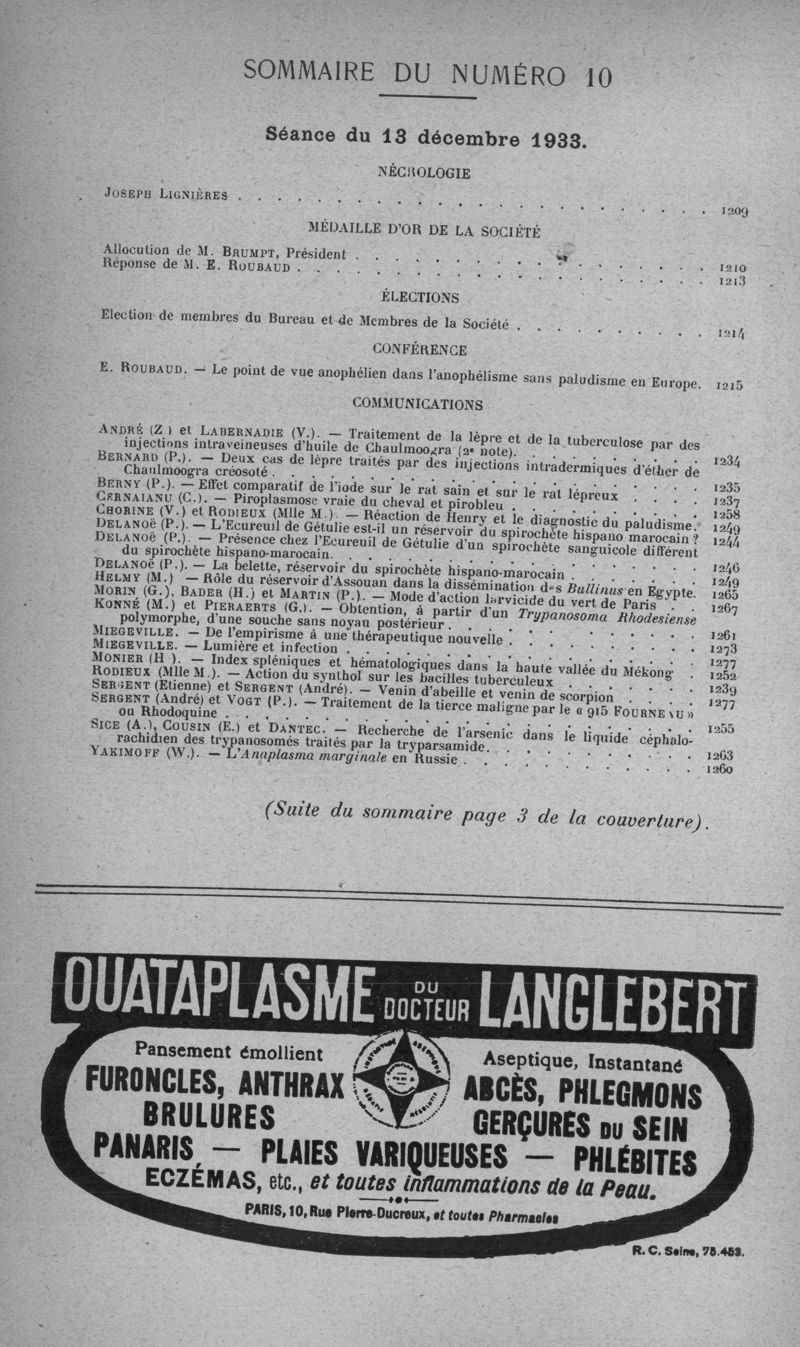 SOMMAIRE DU NUMÉRO 10
Séance du 13 décembre 1933.
NÉCROLOGIE
JOSEPH LIGNIÈRES . . . . . . . . . . . . . . . . . . . . . . . 1209
MÉDAILLE D'OR DE LA SOCIÉTÉ
Allocution de M. BRUMPT, Président . . . . . . . . . . . . . . . . 1210
Réponse de M. E. ROUBAUD . . . . . . . . . . . . . . . . . . . 1213
ÉLECTIONS
Election de membres du Bureau et de Membres de la Société . . . . . . . . 1214
CONFÉRENCE
E. ROUBAUD. — Le point de vue anophélien dans l'anophélisme sans paludisme en Europe. 1215
COMMUNICATIONS
ANDRÉ (Z ) et LABERNADIE (V.). — Traitement de la lèpre et de la tuberculose par des
injections intraveineuses d'huile de Chaulmoogra (2e note). . . . . . . . 1234
BERNARD (P.). — Deux cas de lèpre traités par des injections intradermiques d'éther de
Chaulmoogra créosoté . . . . . . . . . . . . . . . . . . . 1235
BERNY (P.). — Effet comparatif de l'iode sur le rat sain et sur le rat lépreux . . . . 1237
CERNAIANU (C.). — Piroplasmose vraie du cheval et pirobleu . . . . . . . . 1258
CHORINE (V.) et RODIEUX (Mlle M.). — Réaction de Henry et le diagnostic du paludisme. 1249
DELANOÉ (P.). — L'Ecureuil de Gétulie est-il un réservoir du spirochète hispano marocain ? 1244
DELANOÉ (P.). — Présence chez l'Ecureuil de Gétulie d'un spirochète sanguicole différent
du spirochète hispano-marocain. . . . . . . . . . . . . . . . 1246
DELANOÉ (P.). — La belette, réservoir du spirochète hispano-marocain . . . . . . 1249
HELMY (M.) — Rôle du réservoir d'Assouan dans la dissémination des Bullinus en Egypte. 1265
MORIN (G.), BADER (H.) et MARTIN (P.). — Mode d'action larvicide du vert de Paris . . 1267
KONNÉ (M.) et PIERAERTS (G.). — Obtention, à partir d'un Trypanosoma Rhodesiense
polymorphe, d'une souche sans noyau postérieur . . . . . . . . . . 1261
MIEGEVILLE. — De l'empirisme à une thérapeutique nouvelle . . . . . . . . 1273
MIEGEVILLE. — Lumière et infection . . . . . . . . . . . . . . 1277
MONIER (H ). — Index spléniques et hématologiques dans la haute vallée du Mékong . 1252
RODIEUX (Mlle M.). — Action du synthol sur les bacilles tuberculeux . . . . . . 1239
SERGENT (Etienne) et SERGENT (André). — Venin d'abeille et venin de scorpion . . . . 1277
SERGENT (André) et VOGT (P.). — Traitement de la tierce maligne par le « 915 FOURNEAU »
ou Rhodoquine . . . . . . . . . . . . . . . . . . . . 1255
SICE (A.), COUSIN (E.) et DANTEC. — Recherche de l'arsenic dans le liquide céphalo-
rachidien des trypanosomés traités par la tryparsamide. . . . . . . . . . 1263
YAKIMOFF (W.). — L'Anaplasma marginale en Russie . . . . . . . . . . 1260
(Suite du sommaire page 3 de la couverture).
OUATAPLASME DU DOCTEUR LANGLEBERT
Pansement émollient Aseptique, Instantané
FURONCLES, ANTHRAX ABCÈS, PHLEGMONS
BRULURES GERÇURES DU SEIN
PANARIS — PLAIES VARIQUEUSES — PHLÉBITES
ECZÉMAS, etc., et toutes inflammations de la Peau.
PARIS, 10, Rue Pierre-Ducreux, et toutes Pharmacies
R. C. Seine, 75.453.